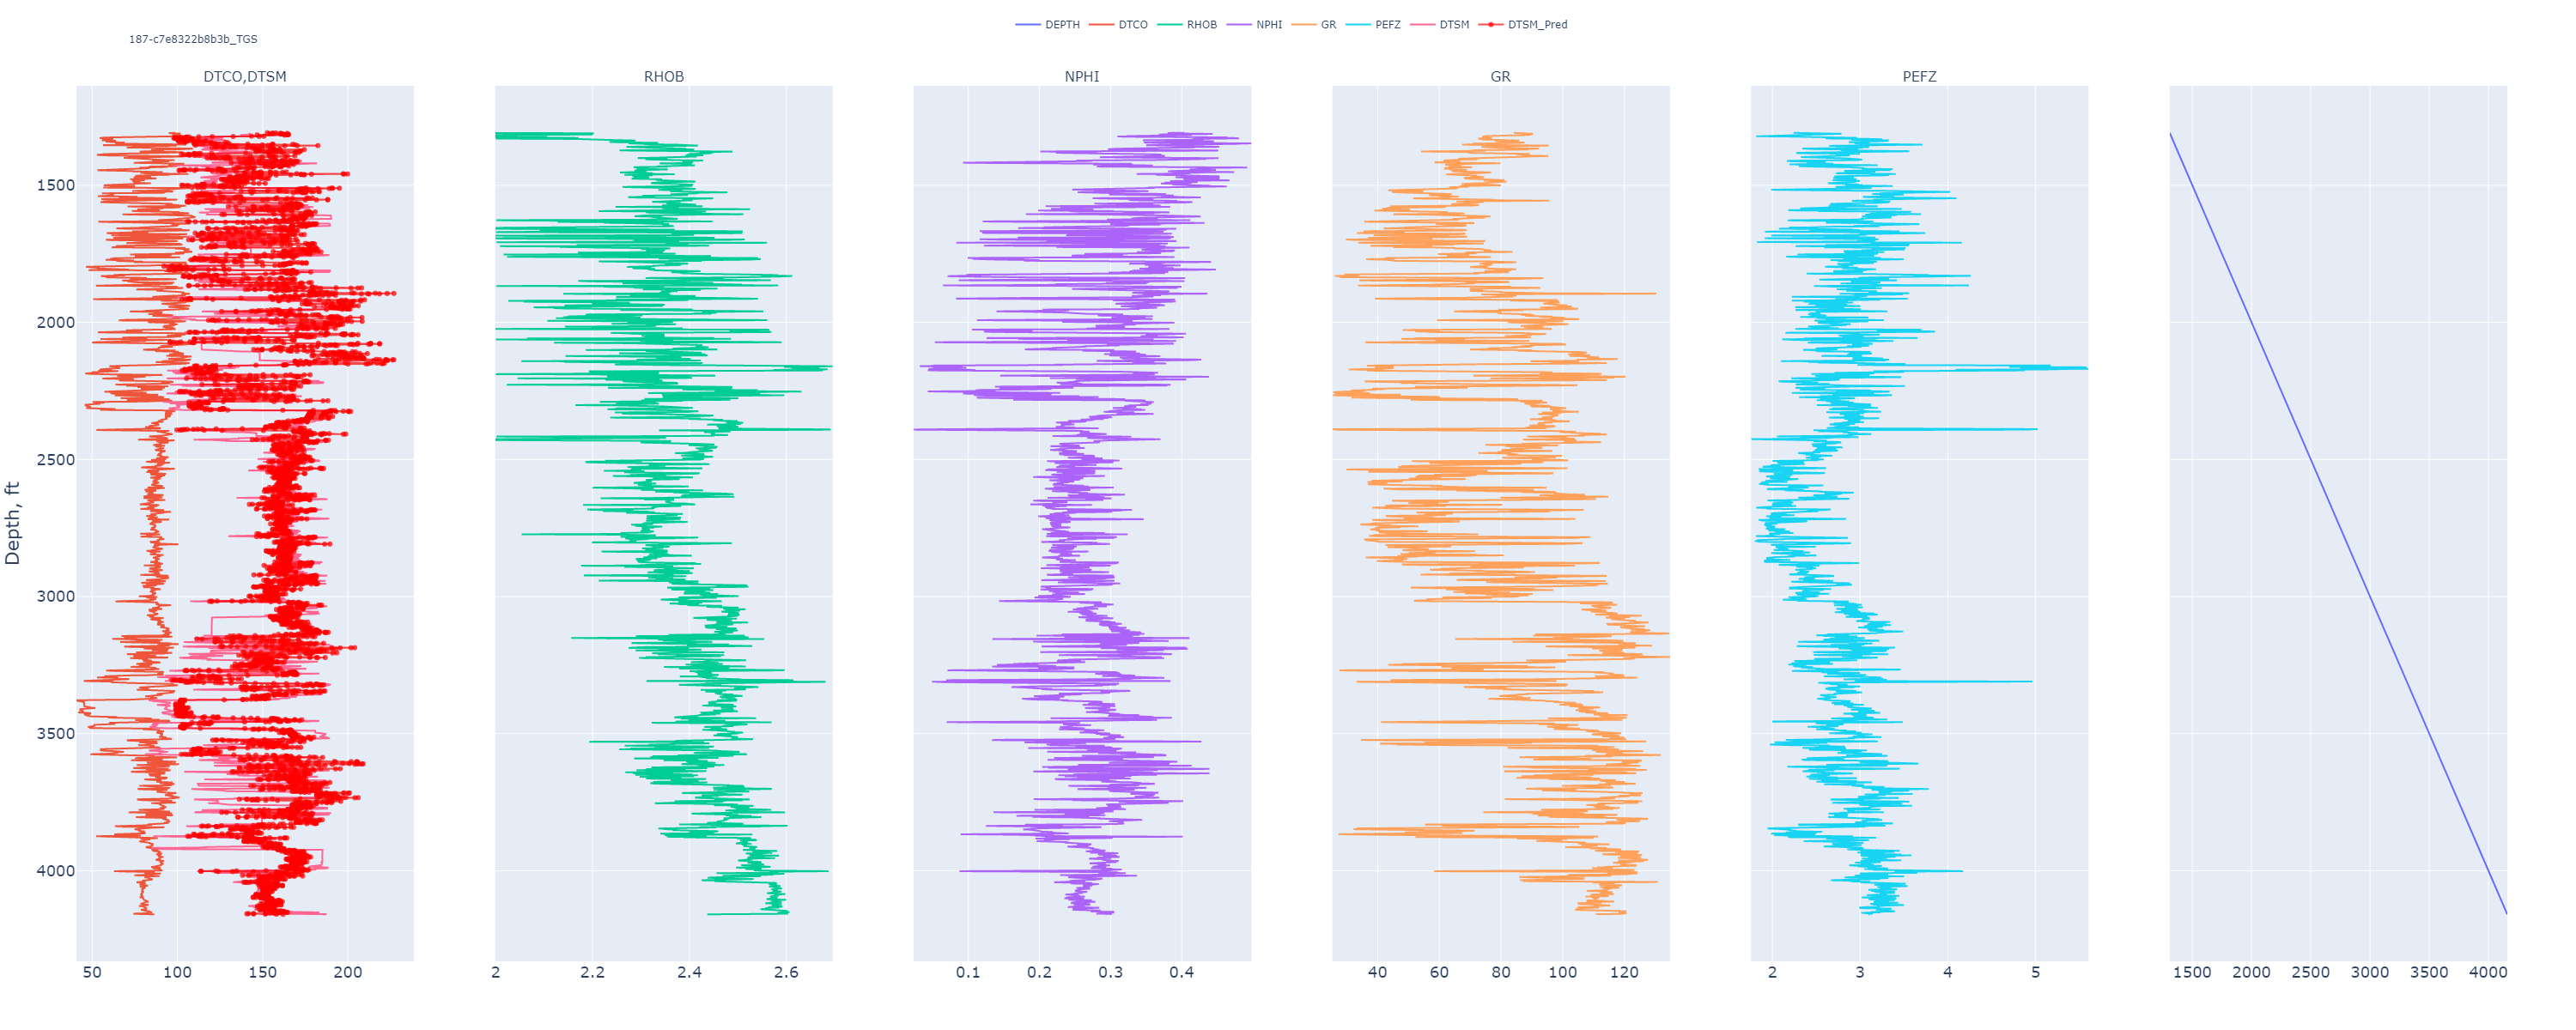 DEPTH DTCO RHOB NPHI GR PEFZ DTSM DTSM_Pred
187-c7e8322b8b3b_TGS
DTCO,DTSM RHOB NPHI GR PEFZ
1500
2000
2500
3000
3500
4000
Depth, ft
50 100 150 200 2 2.2 2.4 2.6 0.1 0.2 0.3 0.4 40 60 80 100 120 2 3 4 5 1500 2000 2500 3000 3500 4000